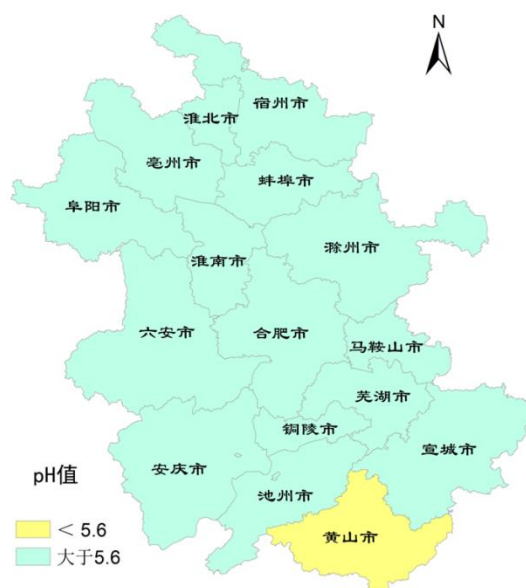 N
宿州市
淮北市
亳州市
蚌埠市
阜阳市
滁州市
淮南市
六安市
合肥市
马鞍山市
芜湖市
铜陵市
宣城市
安庆市
池州市
黄山市
pH值
< 5.6
大于5.6